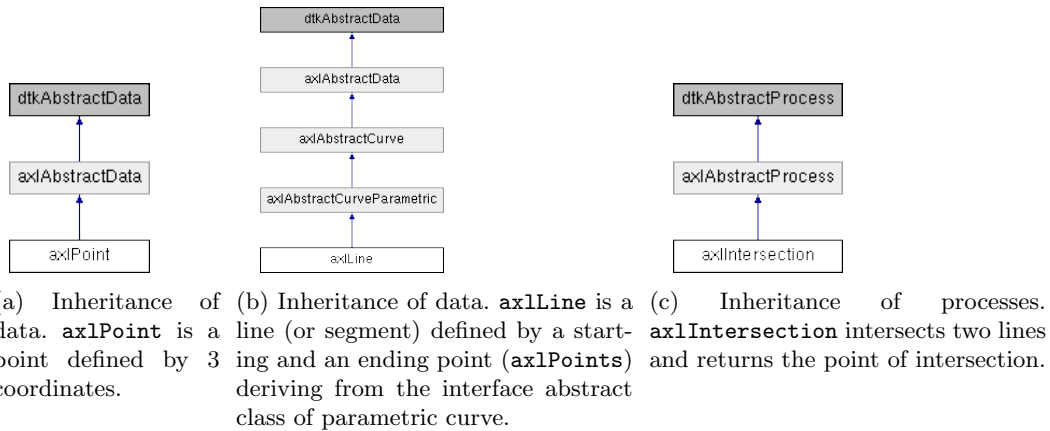 dtkAbstractData
axlAbstractData
axlPoint
(a) Inheritance of
data. axlPoint is a
point defined by 3
coordinates.
dtkAbstractData
axlAbstractData
axlAbstractCurve
axlAbstractCurveParametric
axlLine
(b) Inheritance of data. axlLine is a
line (or segment) defined by a start-
ing and an ending point (axlPoints)
deriving from the interface abstract
class of parametric curve.
dtkAbstractProcess
axlAbstractProcess
axlIntersection
(c) Inheritance of processes.
axlIntersection intersects two lines
and returns the point of intersection.